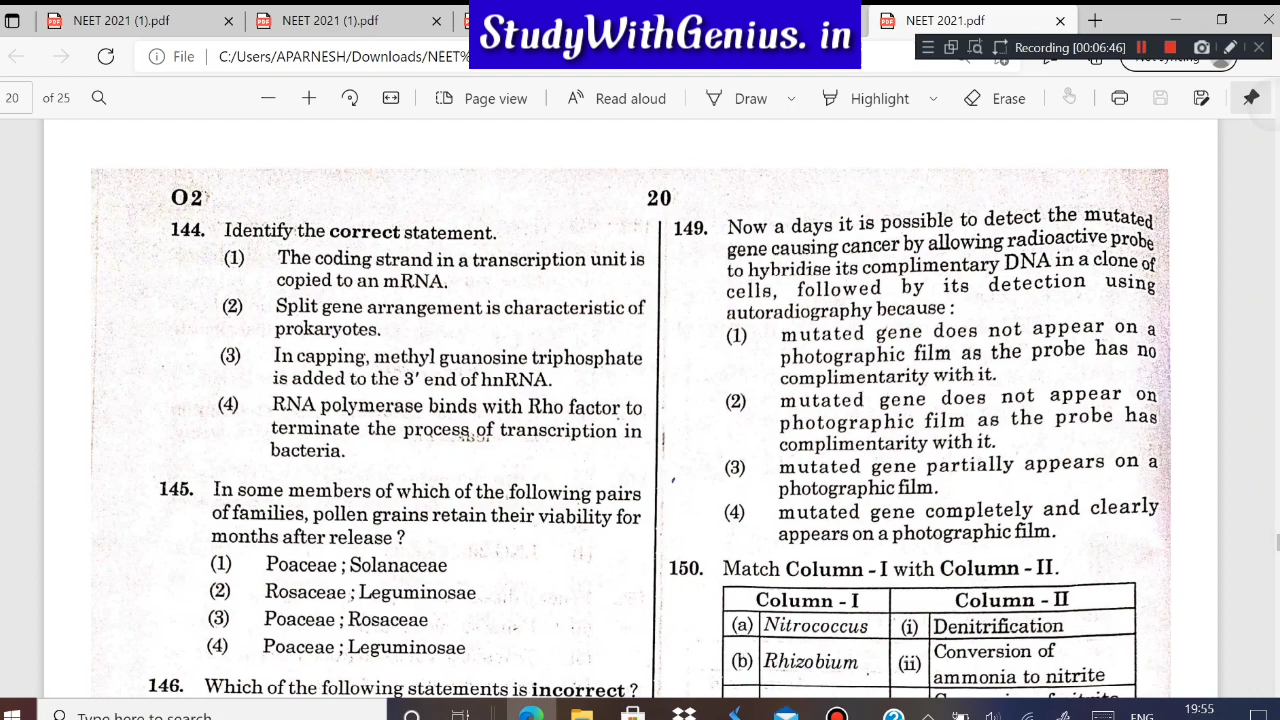 NEET 2021 (1).pdf
NEET 2021 (1).pdf
NEET 2021.pdf
StudyWithGenius. in
Recording [00:06:46]
File
C:/Users/APARNESH/Downloads/NEET%
20
of 25
Page view
Read aloud
Draw
Highlight
Erase
O2
20
144. Identify the correct statement.
(1) The coding strand in a transcription unit is
copied to an mRNA.
(2) Split gene arrangement is characteristic of
prokaryotes.
(3) In capping, methyl guanosine triphosphate
is added to the 3′ end of hnRNA.
(4) RNA polymerase binds with Rho factor to
terminate the process of transcription in
bacteria.
145. In some members of which of the following pairs
of families, pollen grains retain their viability for
months after release ?
(1) Poaceae ; Solanaceae
(2) Rosaceae ; Leguminosae
(3) Poaceae ; Rosaceae
(4) Poaceae ; Leguminosae
146. Which of the following statements is incorrect ?
149. Now a days it is possible to detect the mutated
gene causing cancer by allowing radioactive probe
to hybridise its complimentary DNA in a clone of
cells, followed by its detection using
autoradiography because :
(1) mutated gene does not appear on a
photographic film as the probe has no
complimentarity with it.
(2) mutated gene does not appear on
photographic film as the probe has
complimentarity with it.
(3) mutated gene partially appears on a
photographic film.
(4) mutated gene completely and clearly
appears on a photographic film.
150. Match Column - I with Column - II.
Column - I Column - II
(a) Nitrococcus (i) Denitrification
(b) Rhizobium (ii) Conversion of
ammonia to nitrite
Type here to search
ENG
19:55